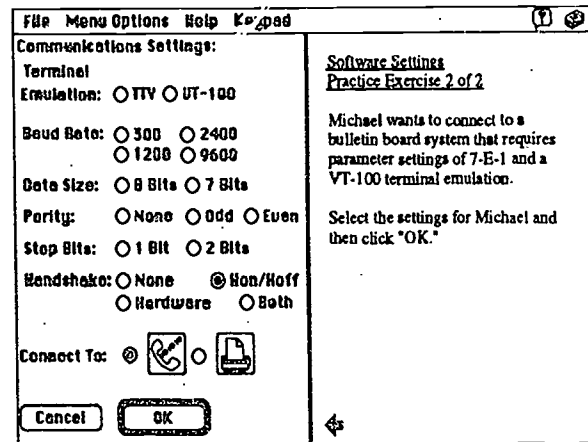 File Menu Options Help Keypad
Communications Settings:
Terminal
Emulation: TTY VT-100
Baud Rate: 300 2400
1200 9600
Data Size: 8 Bits 7 Bits
Parity: None Odd Even
Stop Bits: 1 Bit 2 Bits
Handshake: None Xon/Xoff
Hardware Both
Connect To:
Cancel OK
Software Settings
Practice Exercise 2 of 2
Michael wants to connect to a
bulletin board system that requires
parameter settings of 7-E-1 and a
VT-100 terminal emulation.
Select the settings for Michael and
then click "OK."